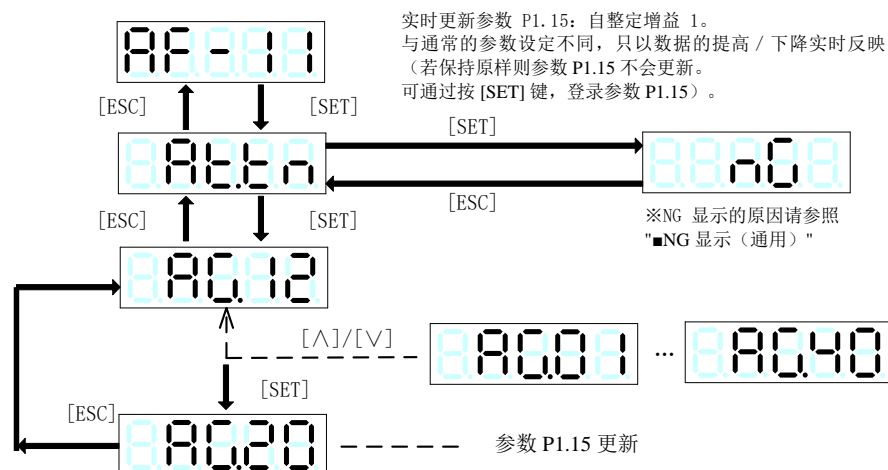 实时更新参数 P1.15：自整定增益 1。
AF-11
与通常的参数设定不同，只以数据的提高 / 下降实时反映
（若保持原样则参数 P1.15 不会更新。
可通过按 [SET] 键，登录参数 P1.15）。
[ESC] [SET]
[SET]
At.tn
nG
[ESC]
[ESC] [SET]
※NG 显示的原因请参照
"■NG 显示（通用）"
AG.12
[∧]/[∨]
AG.01 … AG.40
[SET]
[ESC]
AG.20
参数 P1.15 更新